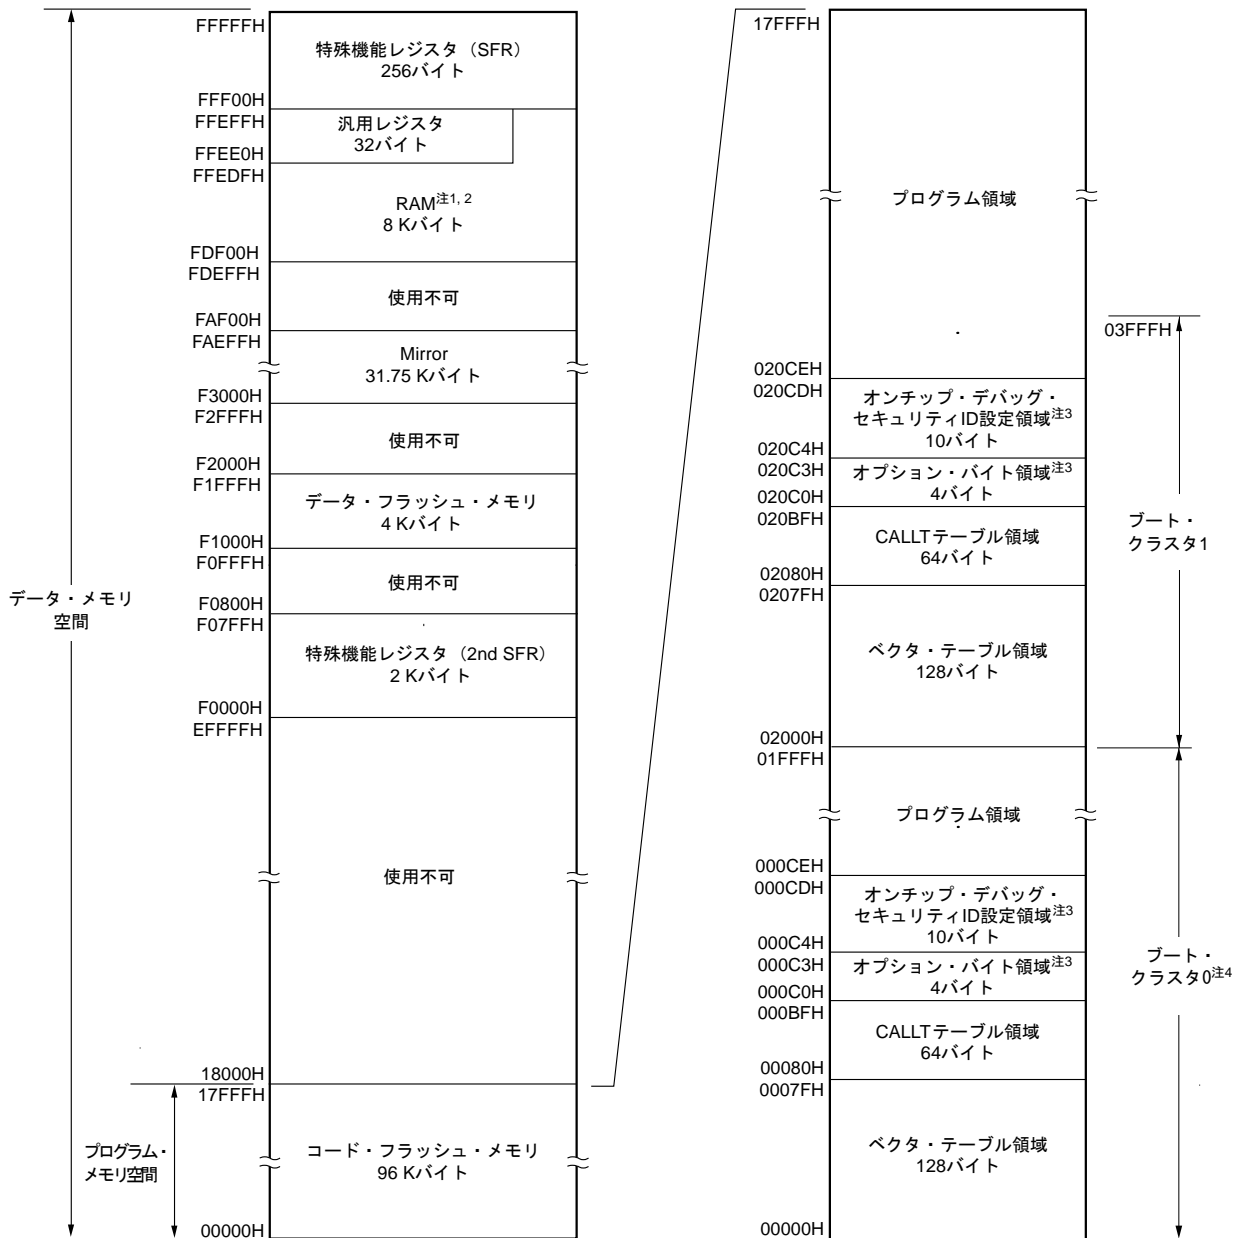 FFFFFH
特殊機能レジスタ（SFR）
256バイト
FFF00H
FFEFFH
汎用レジスタ
32バイト
FFEE0H
FFEDFH
RAM注1, 2
8 Kバイト
FDF00H
FDEFFH
使用不可
FAF00H
FAEFFH
Mirror
31.75 Kバイト
F3000H
F2FFFH
使用不可
F2000H
F1FFFH
データ・フラッシュ・メモリ
4 Kバイト
F1000H
F0FFFH
使用不可
データ・メモリ
空間
F0800H
F07FFH
特殊機能レジスタ（2nd SFR）
2 Kバイト
F0000H
EFFFFH
使用不可
18000H
17FFFH
プログラム・
メモリ空間
コード・フラッシュ・メモリ
96 Kバイト
00000H
17FFFH
プログラム領域
03FFFH
020CEH
020CDH
オンチップ・デバッグ・
セキュリティID設定領域注3
10バイト
020C4H
020C3H
オプション・バイト領域注3
4バイト
020C0H
020BFH
CALLTテーブル領域
64バイト
ブート・
クラスタ1
02080H
0207FH
ベクタ・テーブル領域
128バイト
02000H
01FFFH
プログラム領域
000CEH
000CDH
オンチップ・デバッグ・
セキュリティID設定領域注3
10バイト
000C4H
000C3H
オプション・バイト領域注3
4バイト
ブート・
クラスタ0注4
000C0H
000BFH
CALLTテーブル領域
64バイト
00080H
0007FH
ベクタ・テーブル領域
128バイト
00000H